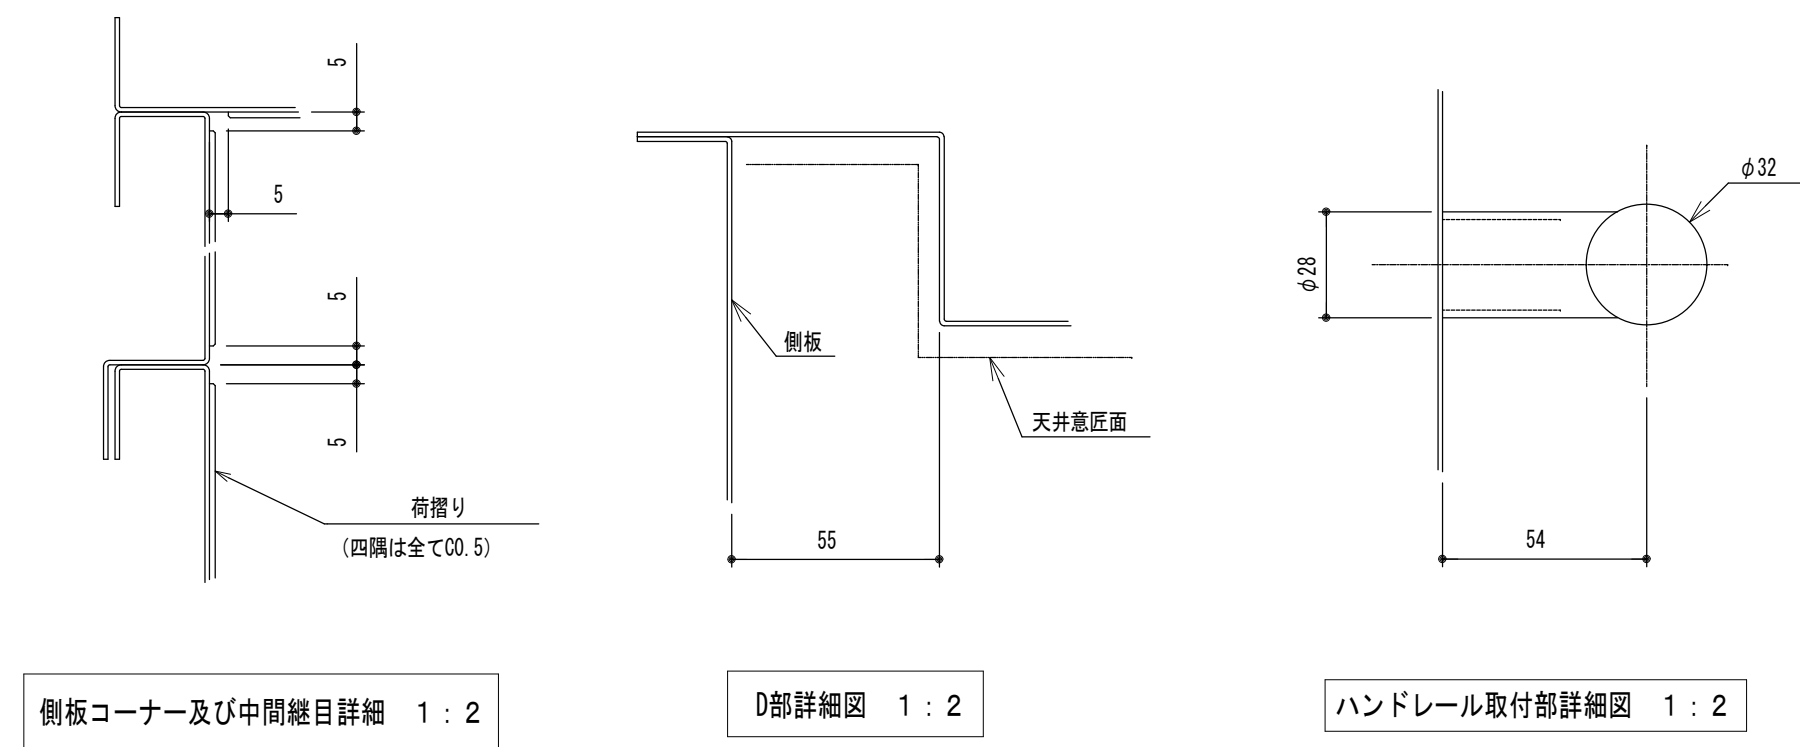 5
5
5
5
荷摺り
(四隅は全てC0.5)
側板コーナー及び中間継目詳細 1:2
側板
天井意匠面
55
D部詳細図 1:2
φ32
φ28
54
ハンドレール取付部詳細図 1:2